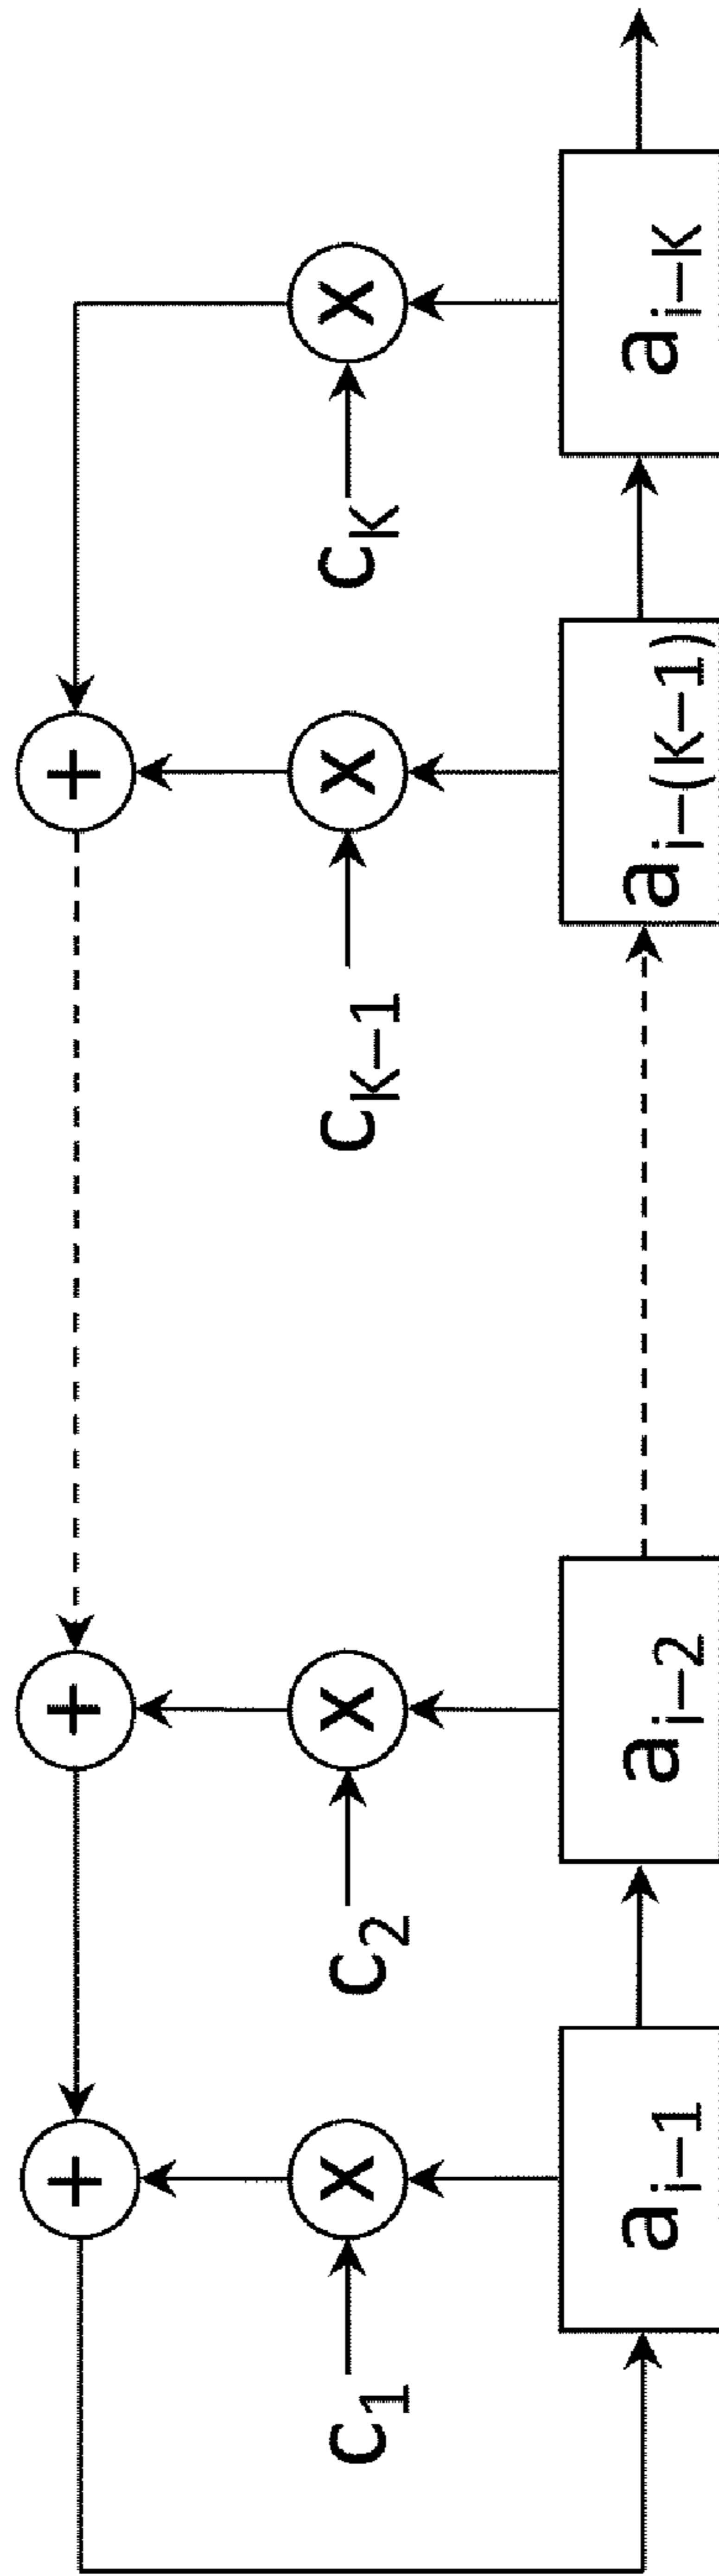 + + + +
c₁ × c₂ × cK−1 × cK ×
ai−1 ai−2 ai−(K−1) ai−K